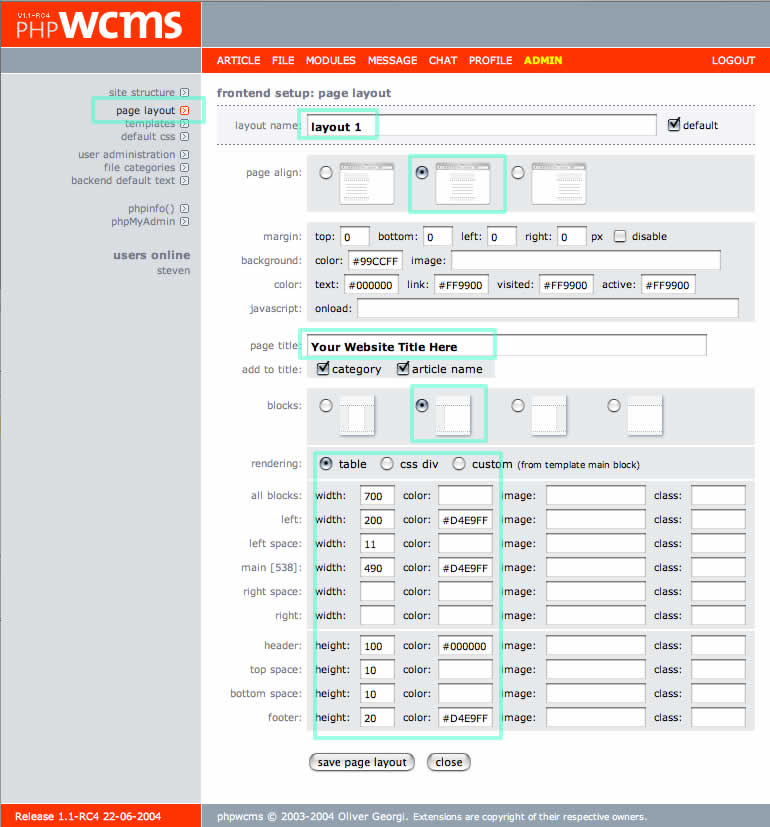 V1.1-RC4
PHPWCMS
ARTICLE FILE MODULES MESSAGE CHAT PROFILE ADMIN LOGOUT
site structure
page layout
templates
default css
user administration
file categories
backend default text
phpinfo()
phpMyAdmin
users online
steven
frontend setup: page layout
layout name: layout 1 default
page align:
margin: top: 0 bottom: 0 left: 0 right: 0 px disable
background: color: #99CCFF image:
color: text: #000000 link: #FF9900 visited: #FF9900 active: #FF9900
javascript: onload:
page title: Your Website Title Here
add to title: category article name
blocks:
rendering: table css div custom (from template main block)
all blocks: width: 700 color: image: class:
left: width: 200 color: #D4E9FF image: class:
left space: width: 11 color: image: class:
main [538]: width: 490 color: #D4E9FF image: class:
right space: width: color: image: class:
right: width: color: image: class:
header: height: 100 color: #000000 image: class:
top space: height: 10 color: image: class:
bottom space: height: 10 color: image: class:
footer: height: 20 color: #D4E9FF image: class:
save page layout close
Release 1.1-RC4 22-06-2004
phpwcms © 2003-2004 Oliver Georgi. Extensions are copyright of their respective owners.